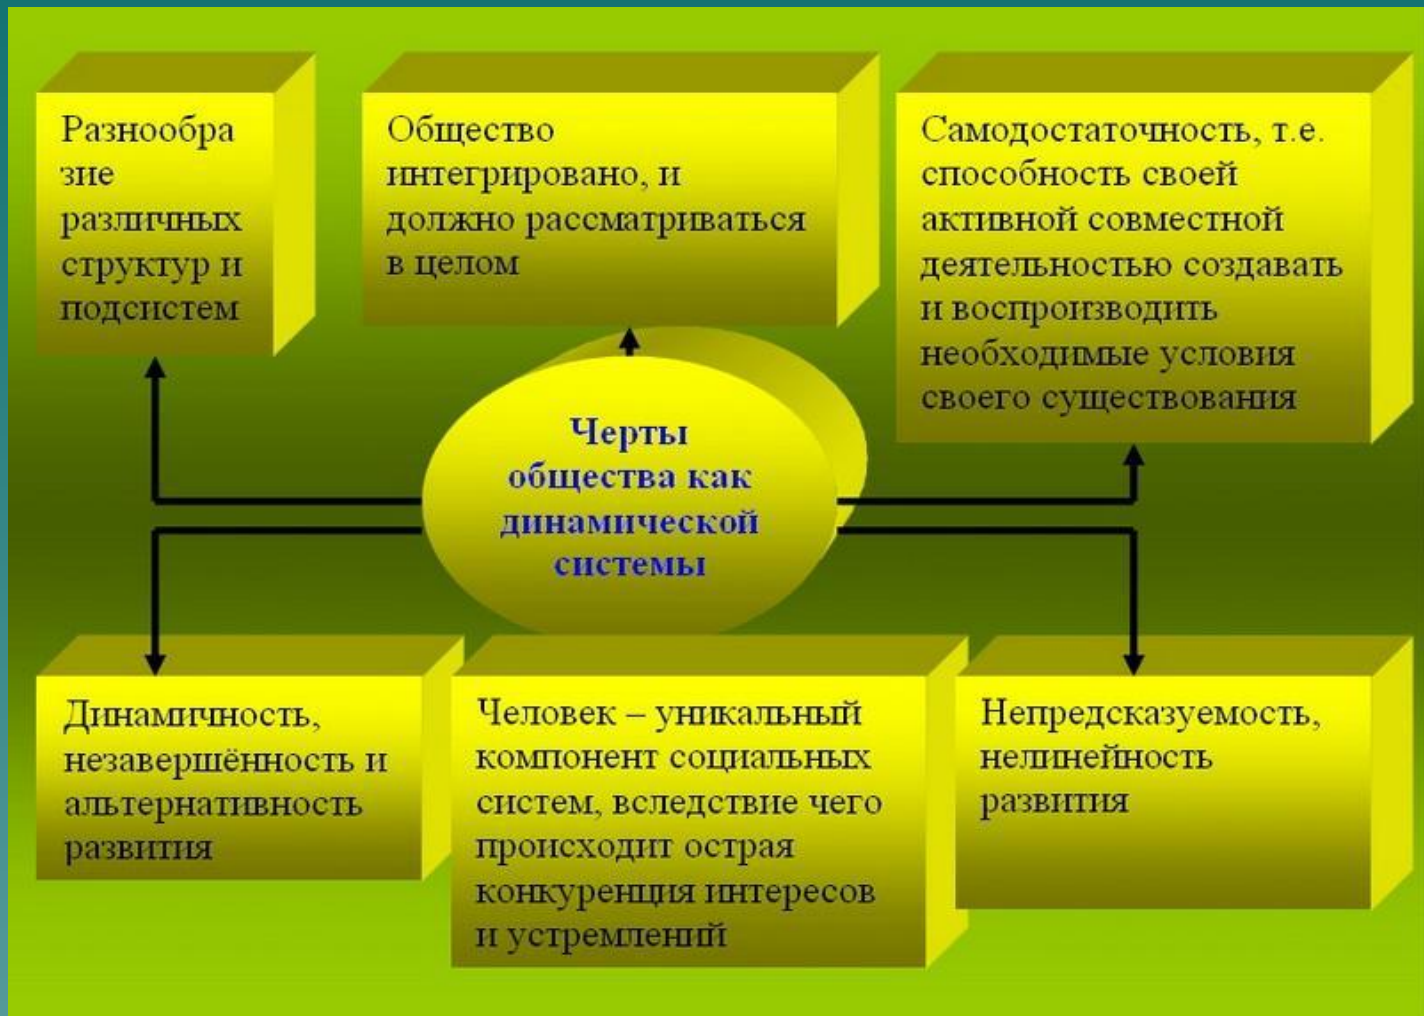 Разнообра
зие
различных
структур и
подсистем
Общество
интегрировано, и
должно рассматриваться
в целом
Самодостаточность, т.е.
способность своей
активной совместной
деятельностью создавать
и воспроизводить
необходимые условия
своего существования
Черты
общества как
динамической
системы
Динамичность,
незавершённость и
альтернативность
развития
Человек – уникальный
компонент социальных
систем, вследствие чего
происходит острая
конкуренция интересов
и устремлений
Непредсказуемость,
нелинейность
развития